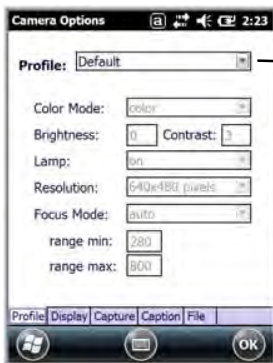 Camera Options a 2:23
Profile: Default
Color Mode: color
Brightness: 0 Contrast: 3
Lamp: on
Resolution: 640x480 pixels
Focus Mode: auto
range min: 280
range max: 800
Profile Display Capture Caption File
OK